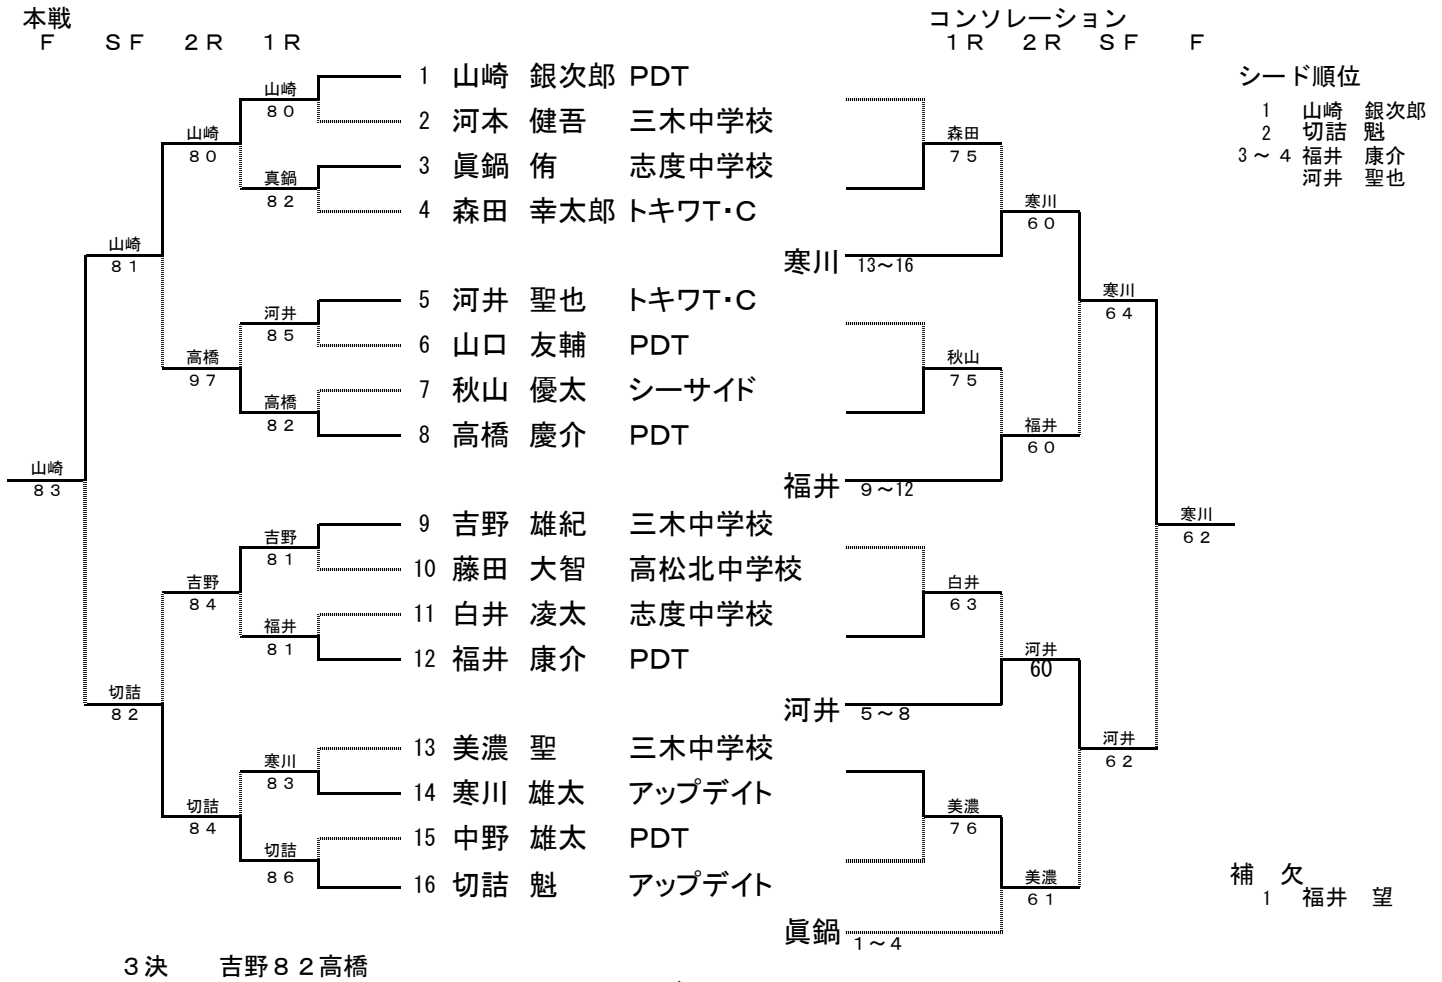 本戦
F SF 2R 1R
1 山崎 銀次郎 PDT
2 河本 健吾 三木中学校
3 眞鍋 侑 志度中学校
4 森田 幸太郎 トキワT・C
5 河井 聖也 トキワT・C
6 山口 友輔 PDT
7 秋山 優太 シーサイド
8 高橋 慶介 PDT
9 吉野 雄紀 三木中学校
10 藤田 大智 高松北中学校
11 白井 凌太 志度中学校
12 福井 康介 PDT
13 美濃 聖 三木中学校
14 寒川 雄太 アップデイト
15 中野 雄太 PDT
16 切詰 魁 アップデイト
山崎
80
真鍋
82
河井
85
高橋
82
吉野
81
福井
81
寒川
83
切詰
86
山崎
80
高橋
97
吉野
84
切詰
84
山崎
81
切詰
82
山崎
83
3決 吉野82高橋
コンソレーション
1R 2R SF F
寒川 13～16
福井 9～12
河井 5～8
眞鍋 1～4
森田
75
秋山
75
白井
63
美濃
76
寒川
60
福井
60
河井
60
美濃
61
寒川
64
河井
62
寒川
62
シード順位
1 山崎 銀次郎
2 切詰 魁
3～4 福井 康介
河井 聖也
補 欠
1 福井 望